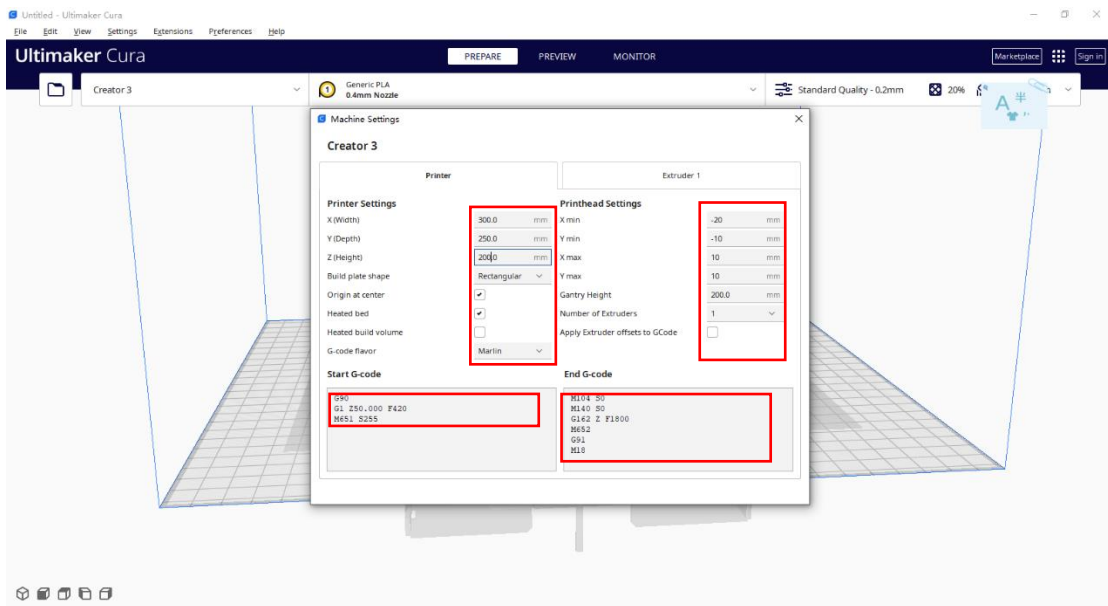 Untitled - Ultimaker Cura
File Edit View Settings Extensions Preferences Help
Ultimaker Cura
PREPARE PREVIEW MONITOR
Marketplace Sign in
Creator 3
1
Generic PLA
0.4mm Nozzle
Standard Quality - 0.2mm 20%
A 半
Machine Settings
Creator 3
Printer Extruder 1
Printer Settings Printhead Settings
X (Width) 300.0 mm X min -20 mm
Y (Depth) 250.0 mm Y min -10 mm
Z (Height) 200.0 mm X max 10 mm
Build plate shape Rectangular Y max 10 mm
Origin at center Gantry Height 200.0 mm
Heated bed Number of Extruders 1
Heated build volume Apply Extruder offsets to GCode
G-code flavor Marlin
Start G-code End G-code
G90 M104 S0
G1 Z50.000 F420 M140 S0
M651 S255 G162 Z F1800
M652
G91
M18